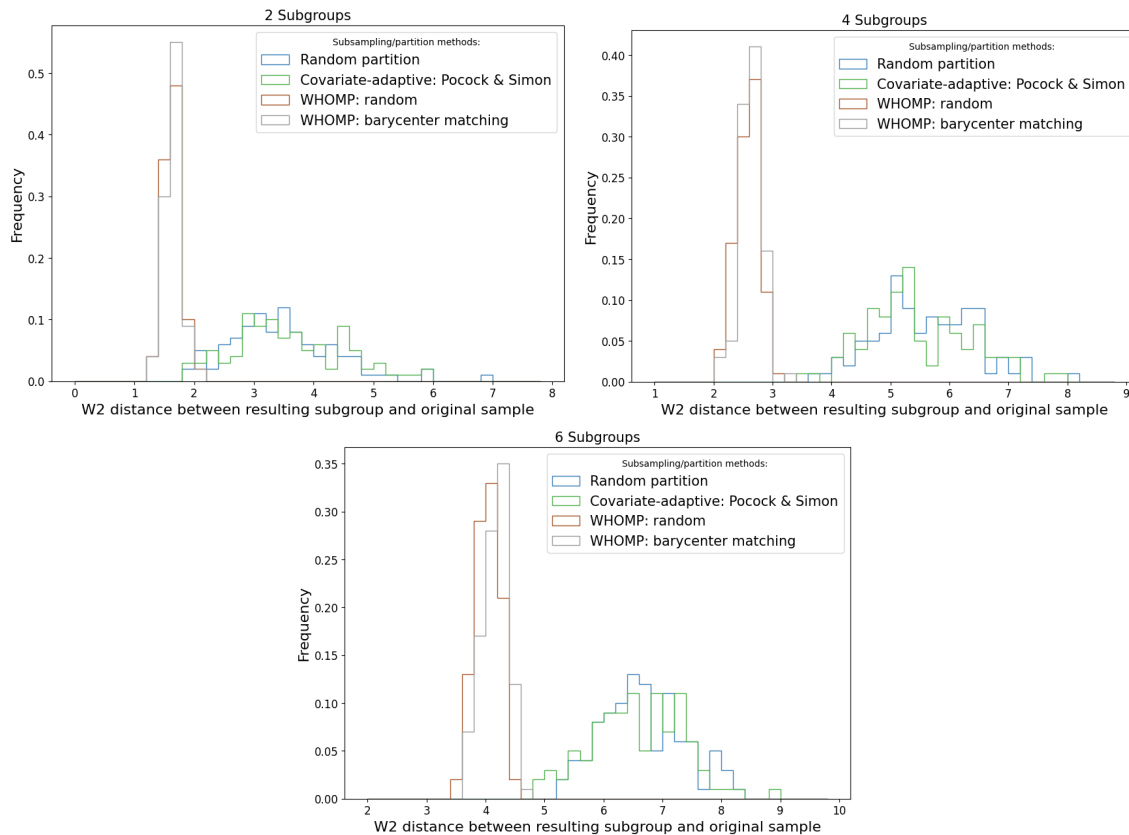 2 Subgroups
Subsampling/partition methods:
Random partition
Covariate-adaptive: Pocock & Simon
WHOMP: random
WHOMP: barycenter matching
Frequency
0.5
0.4
0.3
0.2
0.1
0.0
0 1 2 3 4 5 6 7 8
W2 distance between resulting subgroup and original sample
4 Subgroups
Subsampling/partition methods:
Random partition
Covariate-adaptive: Pocock & Simon
WHOMP: random
WHOMP: barycenter matching
Frequency
0.40
0.35
0.30
0.25
0.20
0.15
0.10
0.05
0.00
1 2 3 4 5 6 7 8 9
W2 distance between resulting subgroup and original sample
6 Subgroups
Subsampling/partition methods:
Random partition
Covariate-adaptive: Pocock & Simon
WHOMP: random
WHOMP: barycenter matching
Frequency
0.35
0.30
0.25
0.20
0.15
0.10
0.05
0.00
2 3 4 5 6 7 8 9 10
W2 distance between resulting subgroup and original sample